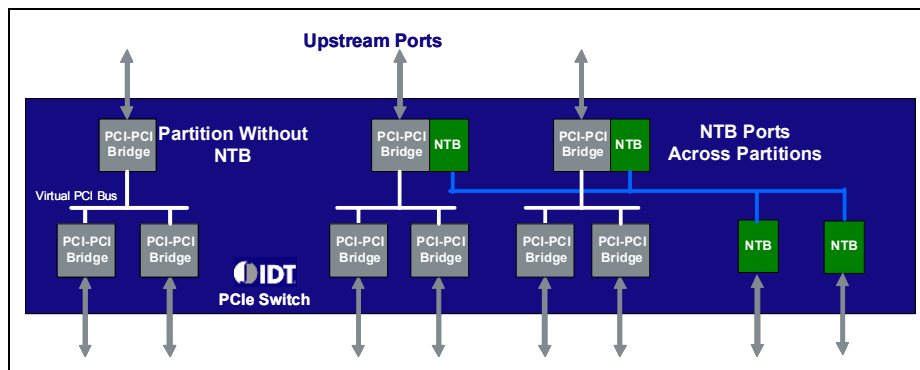 Upstream Ports
PCI-PCI
Bridge
Partition Without
NTB
PCI-PCI
Bridge
NTB
PCI-PCI
Bridge
NTB
NTB Ports
Across Partitions
Virtual PCI Bus
PCI-PCI
Bridge
PCI-PCI
Bridge
PCI-PCI
Bridge
PCI-PCI
Bridge
PCI-PCI
Bridge
PCI-PCI
Bridge
NTB
NTB
IDT
PCIe Switch